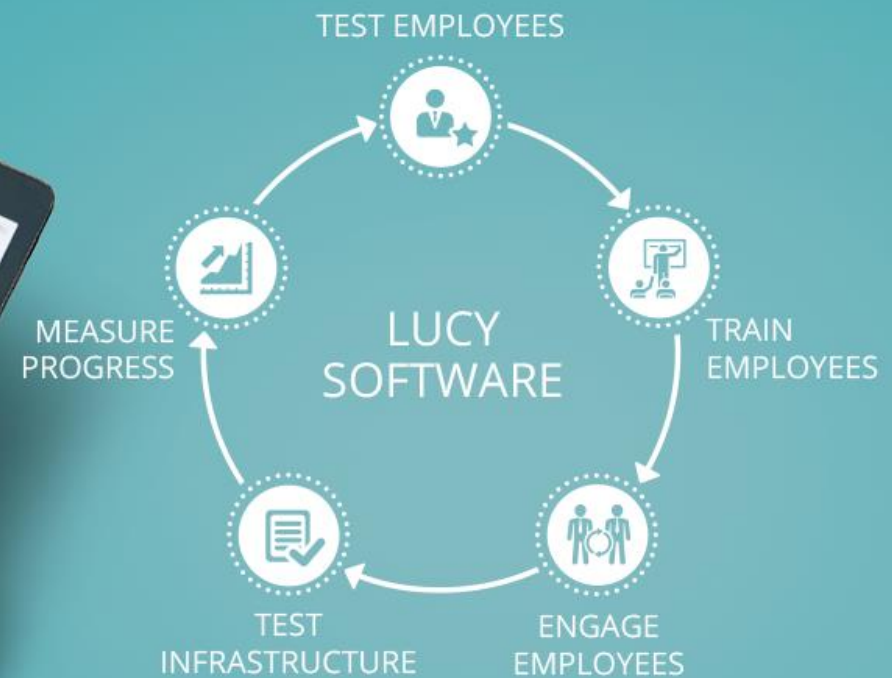 TEST EMPLOYEES
LUCY
SOFTWARE
TRAIN
EMPLOYEES
ENGAGE
EMPLOYEES
TEST
INFRASTRUCTURE
MEASURE
PROGRESS